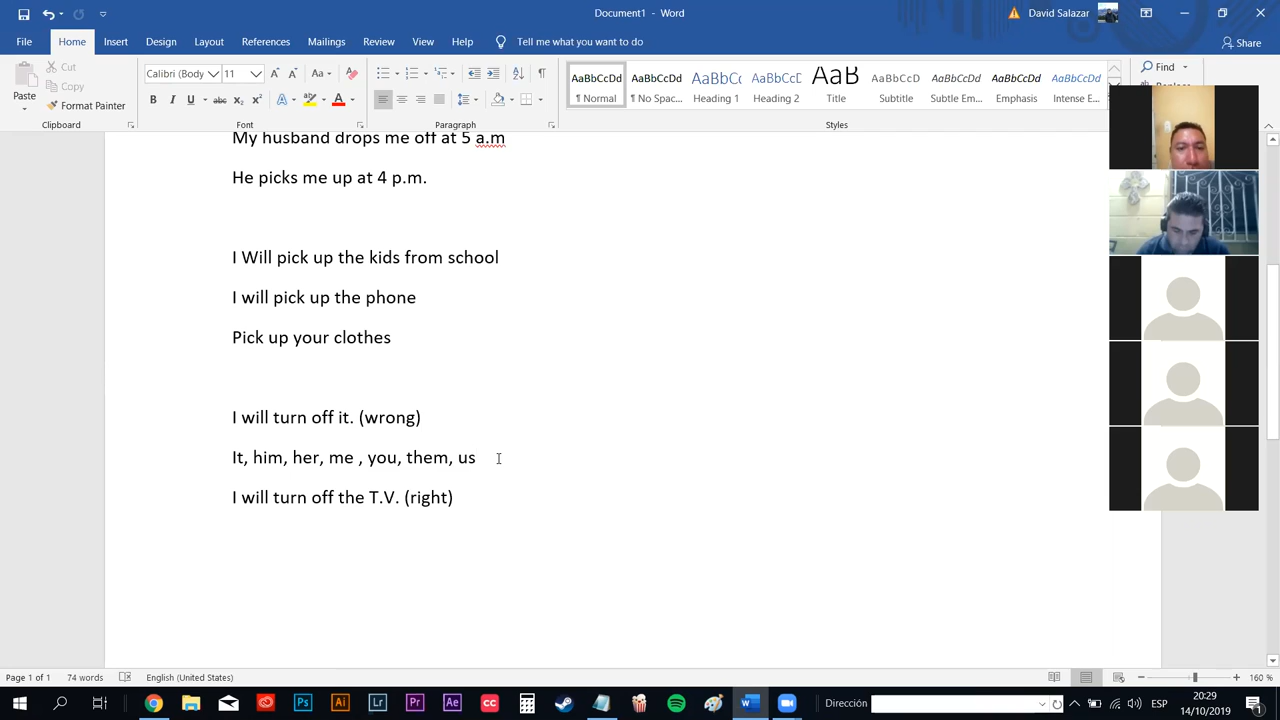 Document1 - Word
David Salazar
File Home Insert Design Layout References Mailings Review View Help Tell me what you want to do
Share
Cut
Copy
Format Painter
Paste
Clipboard
Calibri (Body 11
Font
Paragraph
AaBbCcDd AaBbCcDd AaBbCc AaBbCcC AaB AaBbCcD AaBbCcDd AaBbCcDd AaBbCcDd
¶ Normal ¶ No Spac... Heading 1 Heading 2 Title Subtitle Subtle Em... Emphasis Intense E...
Styles
Find
My husband drops me off at 5 a.m
He picks me up at 4 p.m.
I Will pick up the kids from school
I will pick up the phone
Pick up your clothes
I will turn off it. (wrong)
It, him, her, me , you, them, us
I will turn off the T.V. (right)
Page 1 of 1 74 words English (United States) 160 %
Dirección
ESP
20:29
14/10/2019